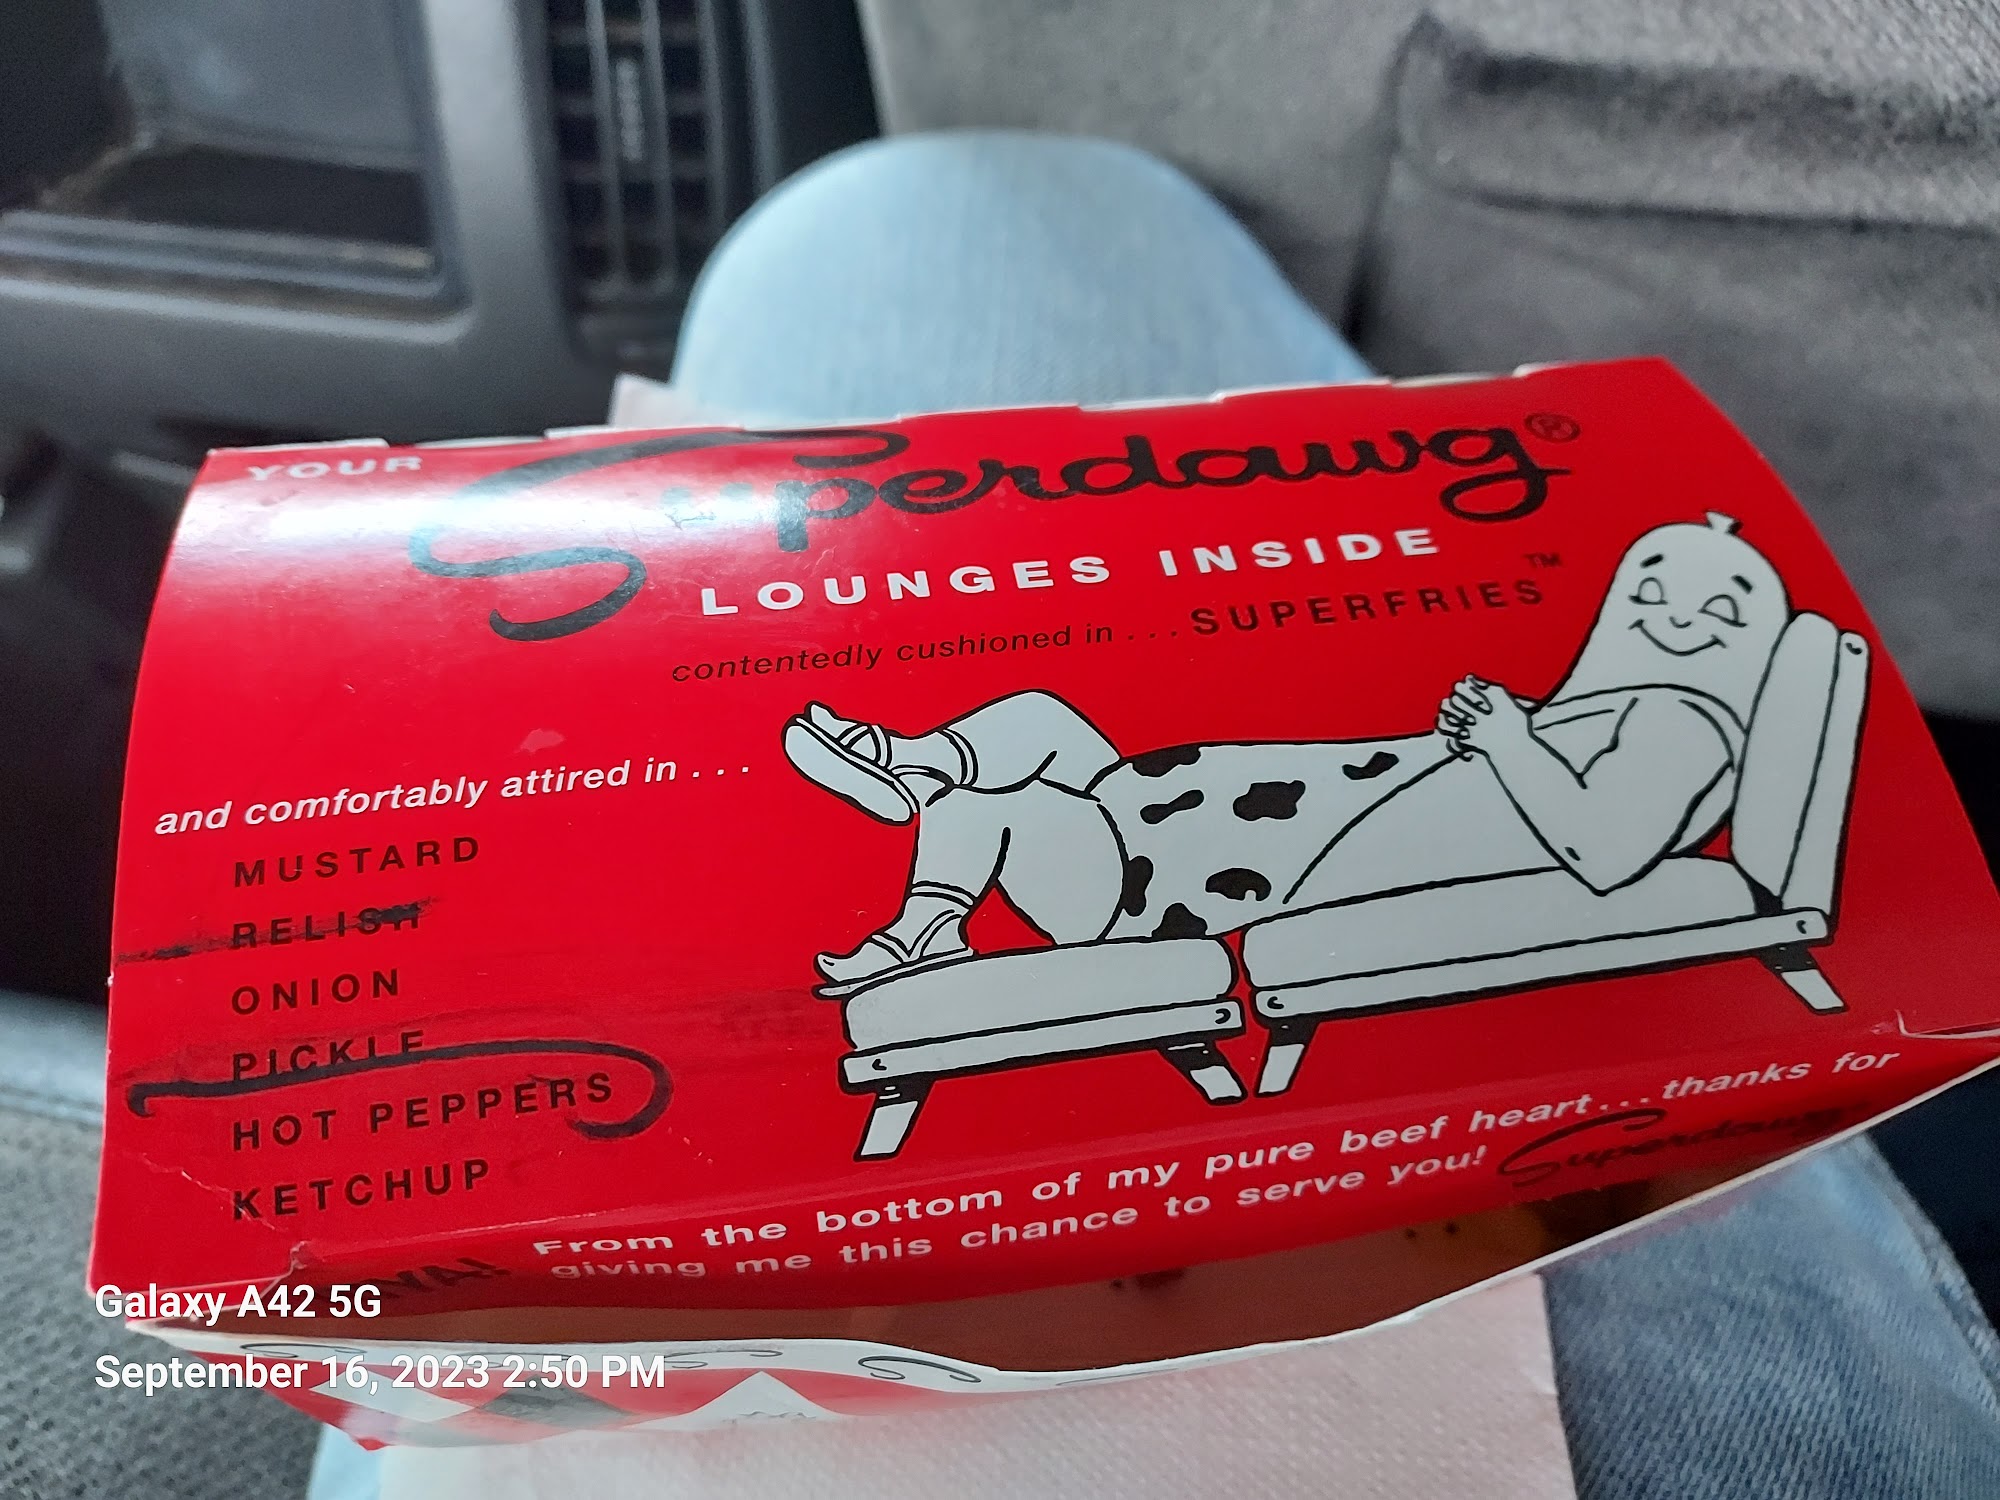 YOUR Superdawg®
LOUNGES INSIDE
contentedly cushioned in . . . SUPERFRIES™
and comfortably attired in . . .
MUSTARD
RELISH
ONION
PICKLE
HOT PEPPERS
KETCHUP
From the bottom of my pure beef heart... thanks for
giving me this chance to serve you! Superdawg
Galaxy A42 5G
September 16, 2023 2:50 PM